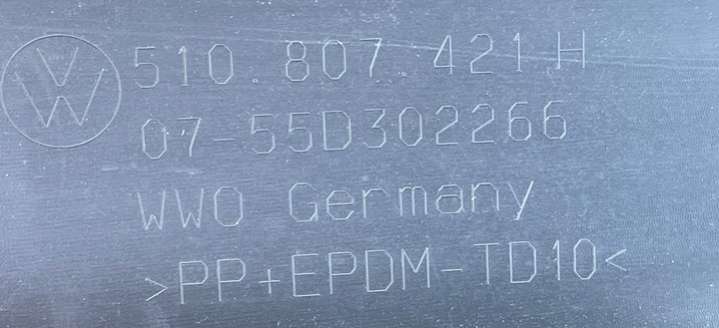 510 807 421 H
07-55D302266
WWO Germany
>PP+EPDM-TD10<